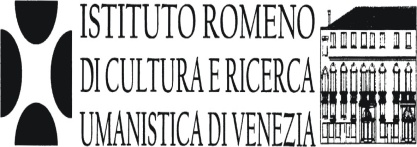 ISTITUTO ROMENO
DI CULTURA E RICERCA
UMANISTICA DI VENEZIA